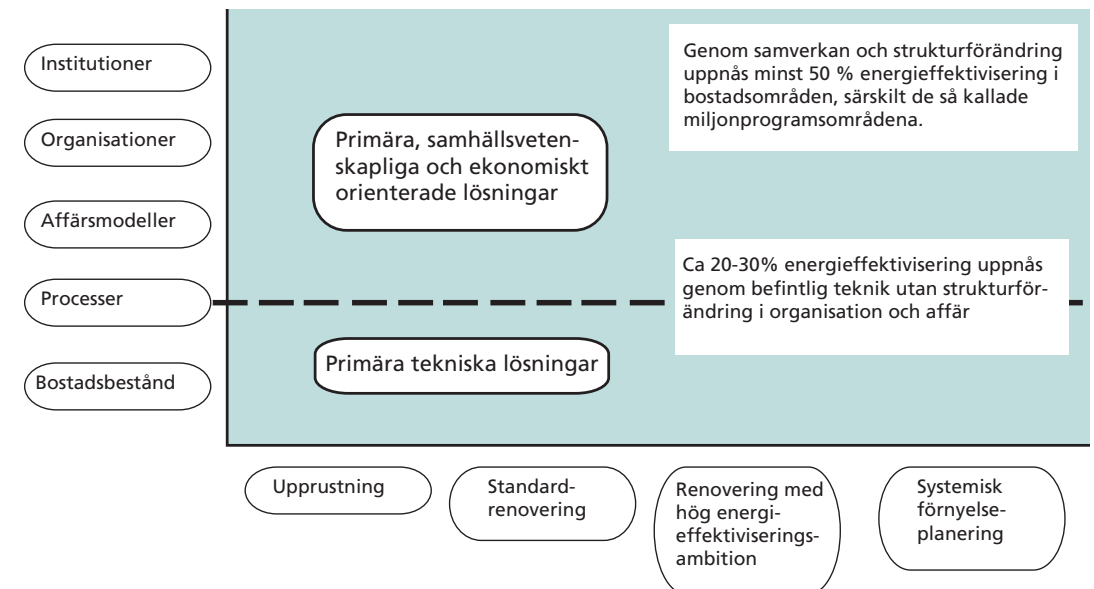 Institutioner
Organisationer
Affärsmodeller
Processer
Bostadsbestånd
Primära, samhällsveten-
skapliga och ekonomiskt
orienterade lösningar
Genom samverkan och strukturförändring
uppnås minst 50 % energieffektivisering i
bostadsområden, särskilt de så kallade
miljonprogramsområdena.
Ca 20-30% energieffektivisering uppnås
genom befintlig teknik utan strukturför-
ändring i organisation och affär
Primära tekniska lösningar
Upprustning
Standard-
renovering
Renovering med
hög energi-
effektiviserings-
ambition
Systemisk
förnyelse-
planering